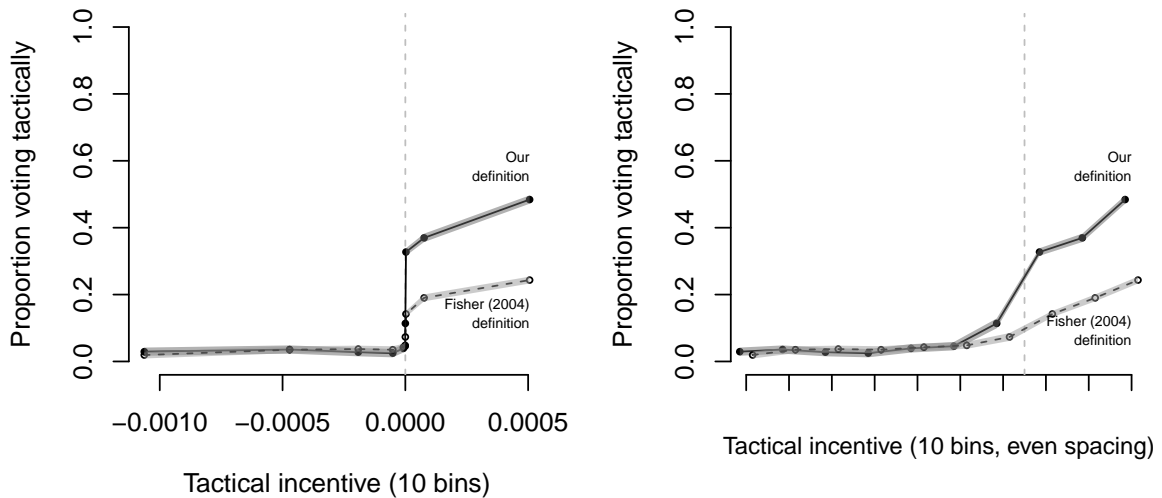 Proportion voting tactically
1.0
0.8
0.6
0.4
0.2
0.0
Our
definition
Fisher (2004)
definition
−0.0010
−0.0005
0.0000
0.0005
Tactical incentive (10 bins)
Proportion voting tactically
1.0
0.8
0.6
0.4
0.2
0.0
Our
definition
Fisher (2004)
definition
Tactical incentive (10 bins, even spacing)